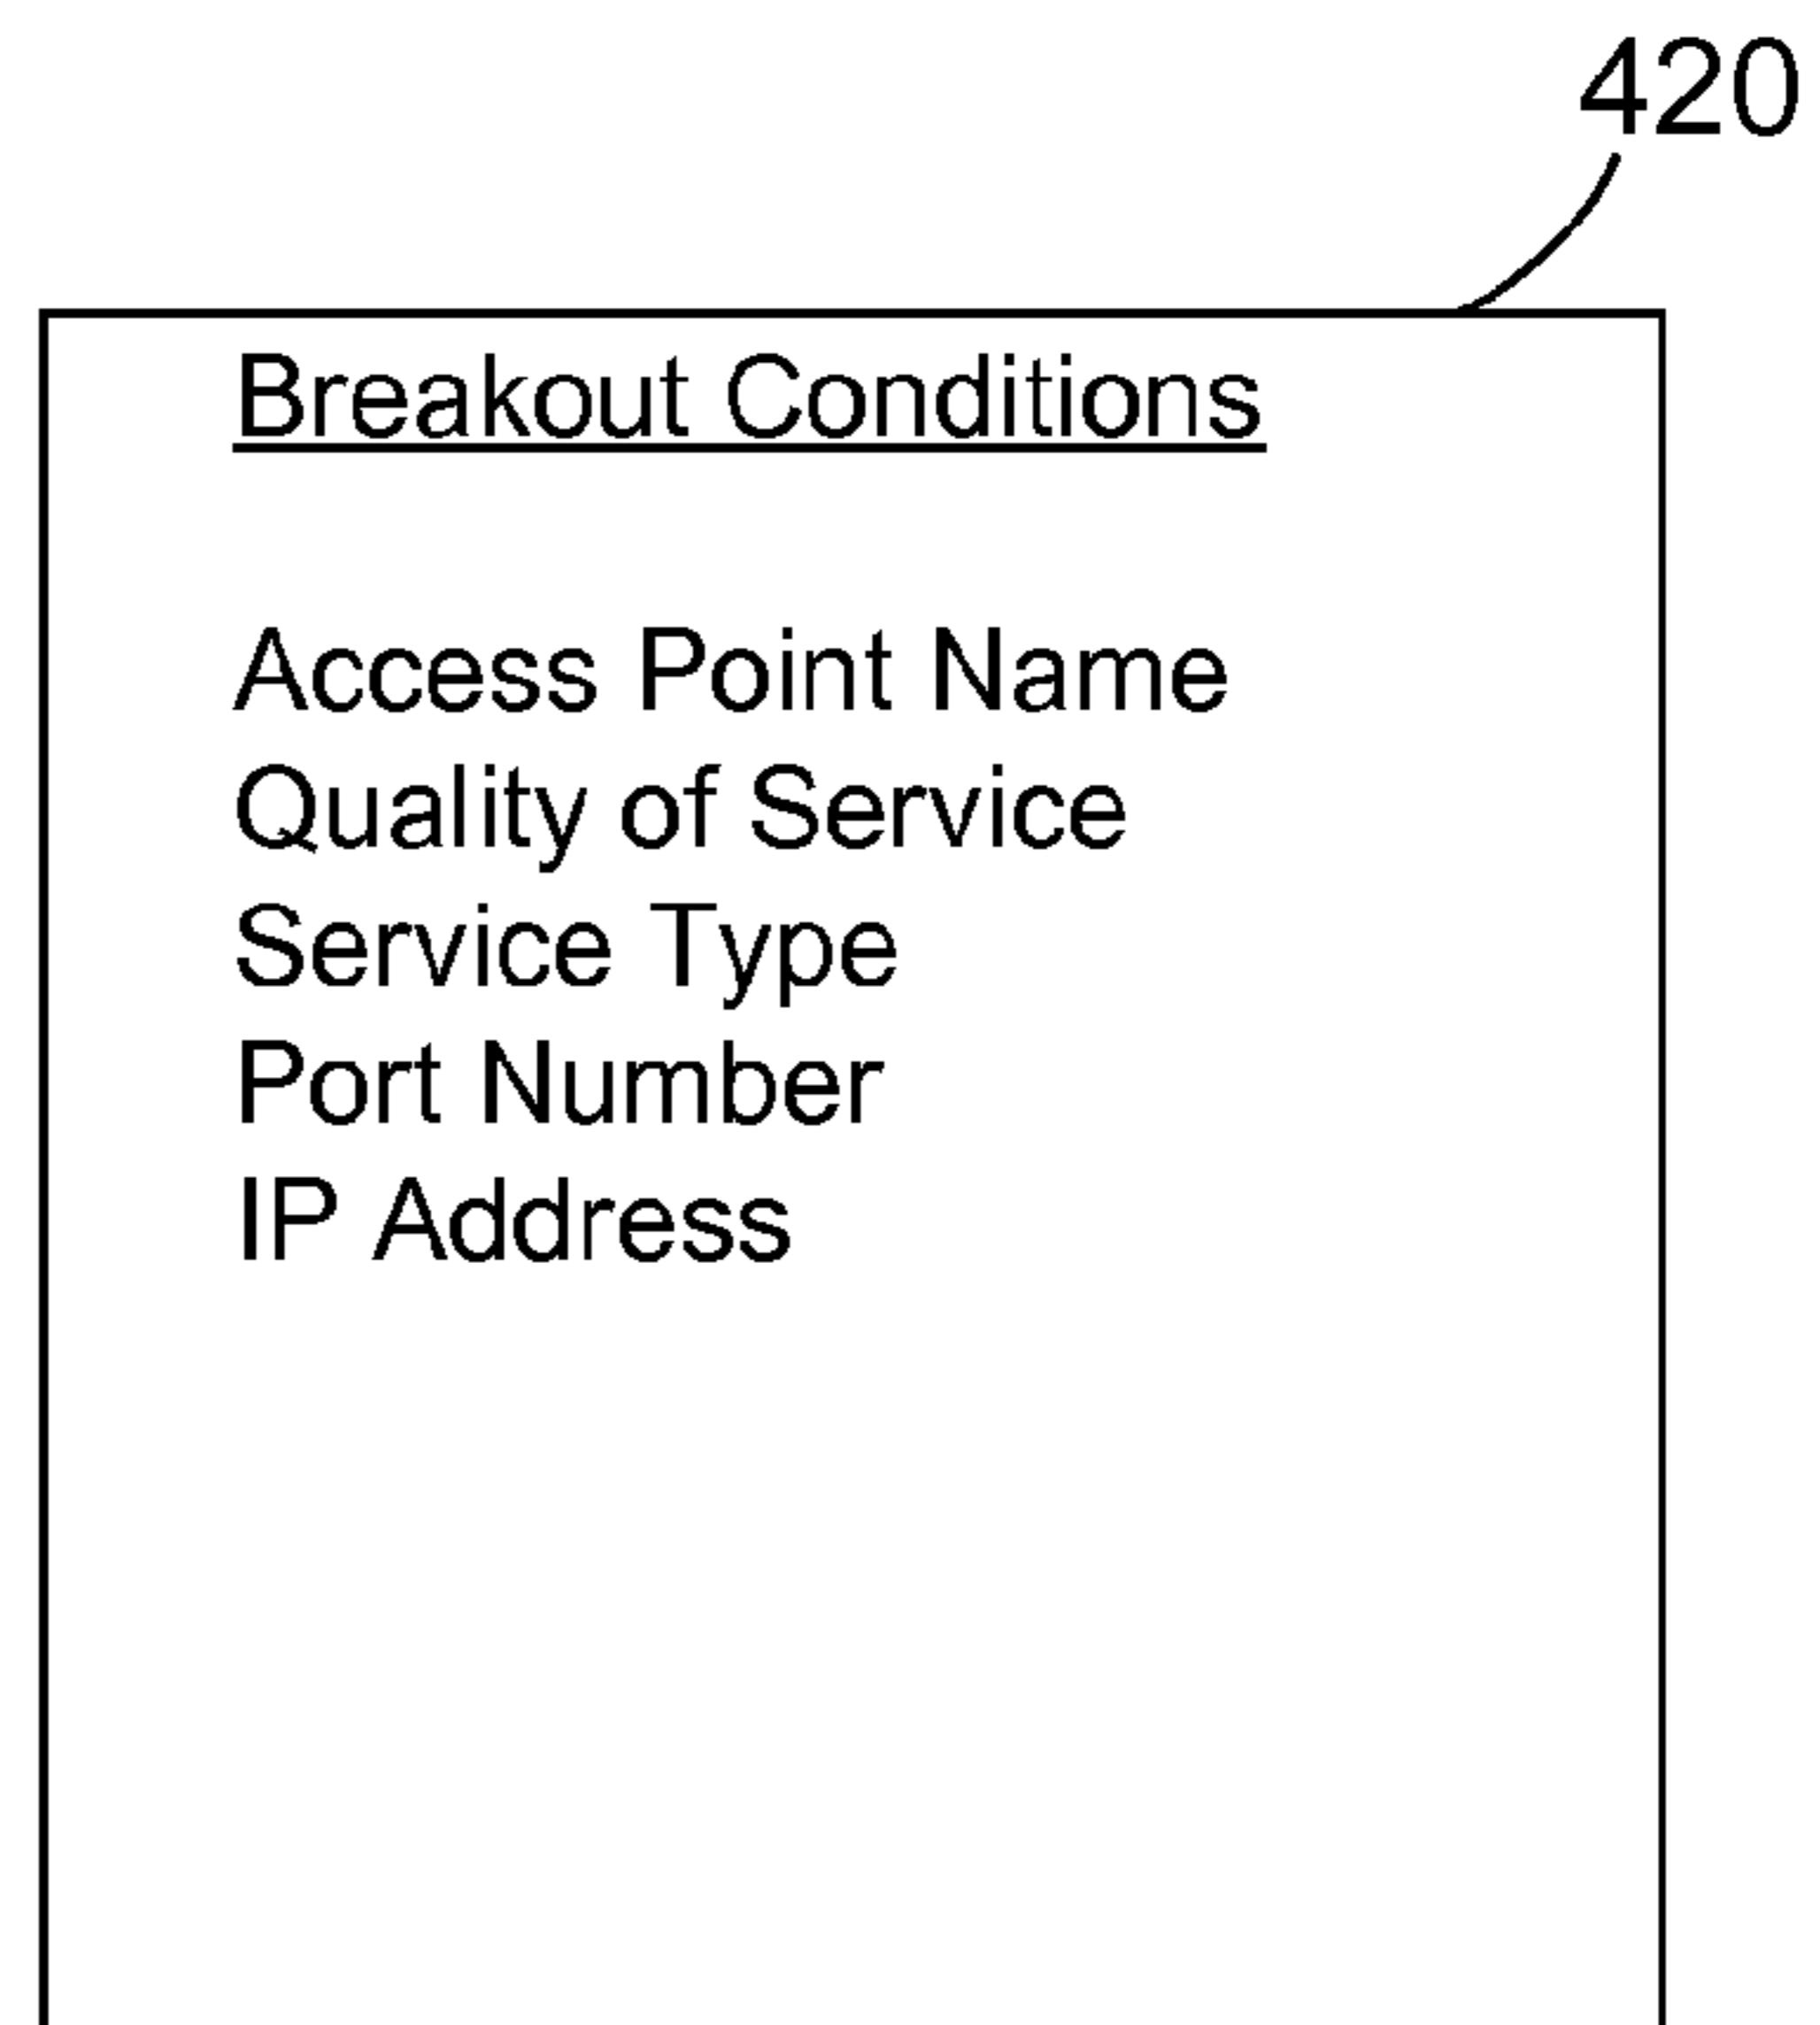 420
Breakout Conditions
Access Point Name
Quality of Service
Service Type
Port Number
IP Address